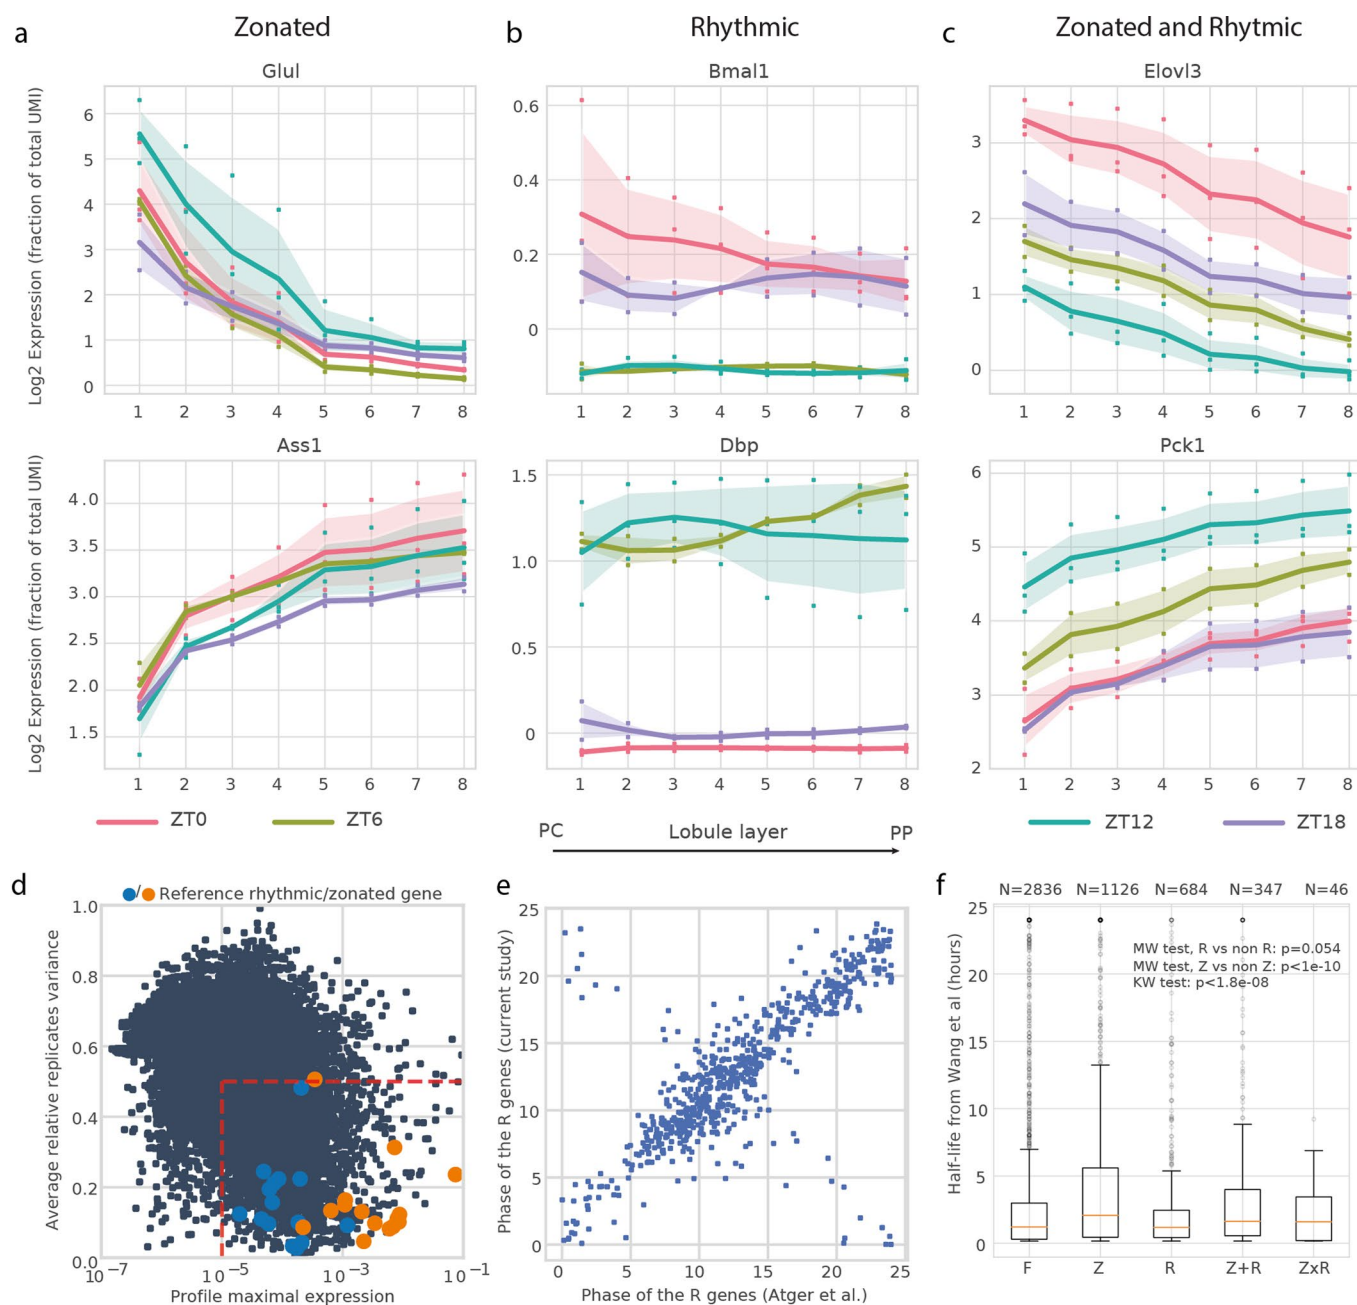 a Zonated
b Rhythmic
c Zonated and Rhytmic
Glul
Bmal1
Elovl3
Log2 Expression (fraction of total UMI)
6
5
4
3
2
1
0
1 2 3 4 5 6 7 8
0.6
0.4
0.2
0
1 2 3 4 5 6 7 8
3
2
1
0
1 2 3 4 5 6 7 8
Ass1
Dbp
Pck1
Log2 Expression (fraction of total UMI)
4.0
3.5
3.0
2.5
2.0
1.5
1 2 3 4 5 6 7 8
1.5
1.0
0.5
0
1 2 3 4 5 6 7 8
6
5
4
3
2
1 2 3 4 5 6 7 8
ZT0 ZT6
PC Lobule layer PP
ZT12 ZT18
d
/ Reference rhythmic/zonated gene
Average relative replicates variance
1.0
0.8
0.6
0.4
0.2
0.0
10−7 10−5 10−3 10−1
Profile maximal expression
e
Phase of the R genes (current study)
25
20
15
10
5
0
0 5 10 15 20 25
Phase of the R genes (Atger et al.)
f
N=2836 N=1126 N=684 N=347 N=46
Half-life from Wang et al (hours)
25
20
15
10
5
0
MW test, R vs non R: p=0.054
MW test, Z vs non Z: p<1e-10
KW test: p<1.8e-08
F Z R Z+R ZxR